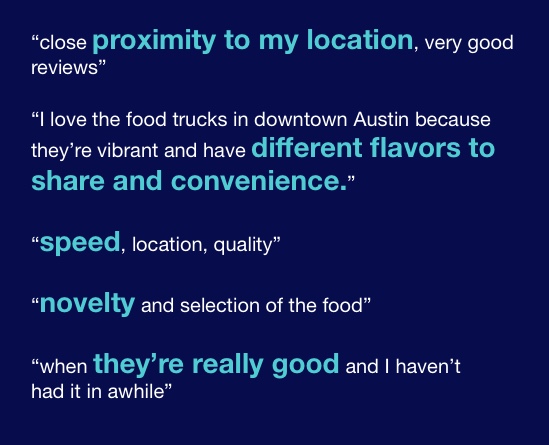 “close proximity to my location, very good
reviews”
“I love the food trucks in downtown Austin because
they’re vibrant and have different flavors to
share and convenience.”
“speed, location, quality”
“novelty and selection of the food”
“when they’re really good and I haven’t
had it in awhile”